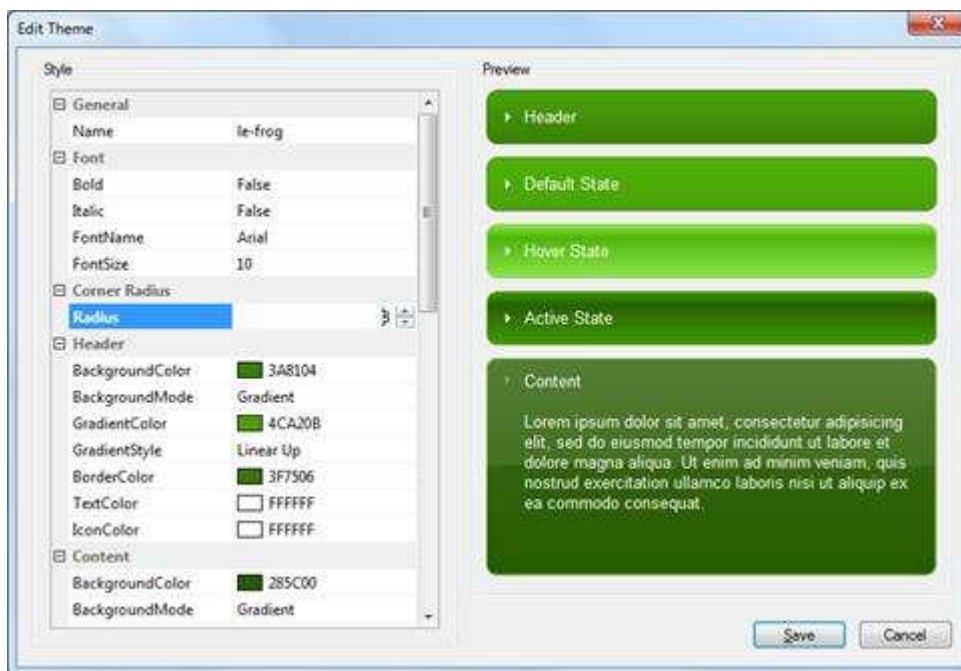 Edit Theme
Style
General
Name le-frog
Font
Bold False
Italic False
FontName Arial
FontSize 10
Corner Radius
Radius
Header
BackgroundColor 3A8104
BackgroundMode Gradient
GradientColor 4CA20B
GradientStyle Linear Up
BorderColor 3F7506
TextColor FFFFFF
IconColor FFFFFF
Content
BackgroundColor 285C00
BackgroundMode Gradient
Preview
Header
Default State
Hover State
Active State
Content
Lorem ipsum dolor sit amet, consectetur adipisicing
elit, sed do eiusmod tempor incididunt ut labore et
dolore magna aliqua. Ut enim ad minim veniam, quis
nostrud exercitation ullamco laboris nisi ut aliquip ex
ea commodo consequat.
Save Cancel